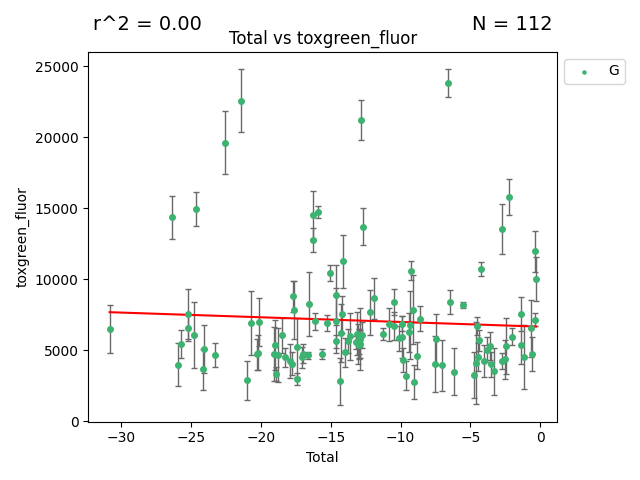 r^2 = 0.00
N = 112
Total vs toxgreen_fluor
G
25000
20000
15000
10000
5000
0
toxgreen_fluor
−30
−25
−20
−15
−10
−5
0
Total